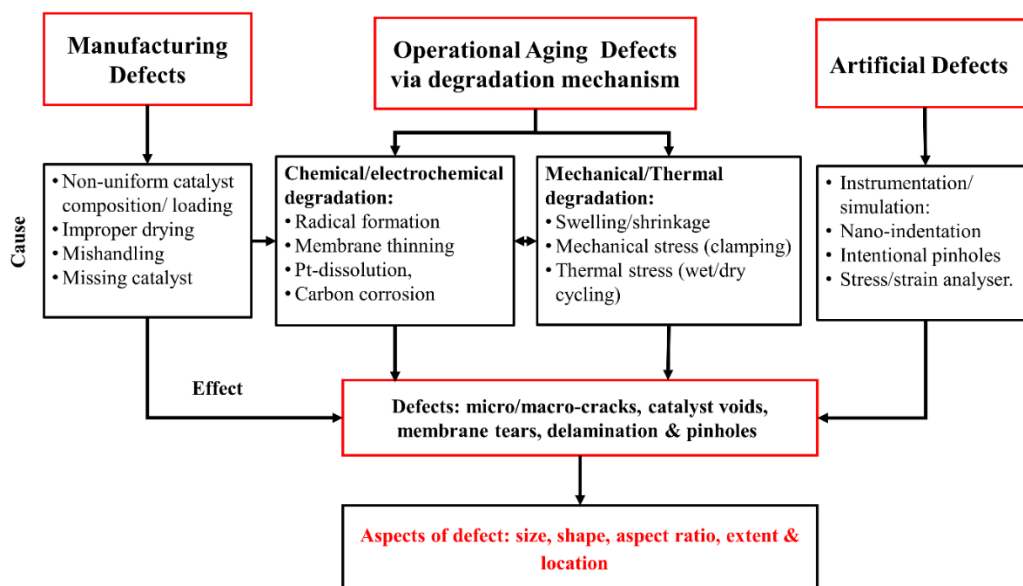 Manufacturing
Defects
Operational Aging Defects
via degradation mechanism
Artificial Defects
Cause
• Non-uniform catalyst
composition/ loading
• Improper drying
• Mishandling
• Missing catalyst
Chemical/electrochemical
degradation:
• Radical formation
• Membrane thinning
• Pt-dissolution,
• Carbon corrosion
Mechanical/Thermal
degradation:
• Swelling/shrinkage
• Mechanical stress (clamping)
• Thermal stress (wet/dry
cycling)
• Instrumentation/
simulation:
• Nano-indentation
• Intentional pinholes
• Stress/strain analyser.
Effect
Defects: micro/macro-cracks, catalyst voids,
membrane tears, delamination & pinholes
Aspects of defect: size, shape, aspect ratio, extent &
location